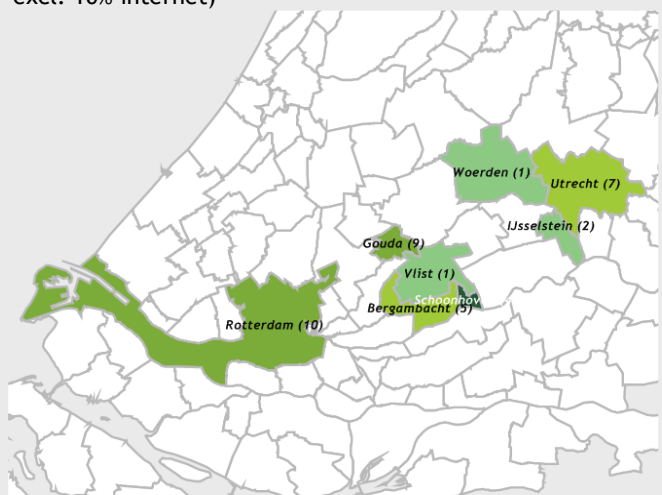 excl. 10% internet)
Woerden (1)
Utrecht (7)
IJsselstein (2)
Gouda (9)
Vlist (1)
Bergambacht (5)
Rotterdam (10)